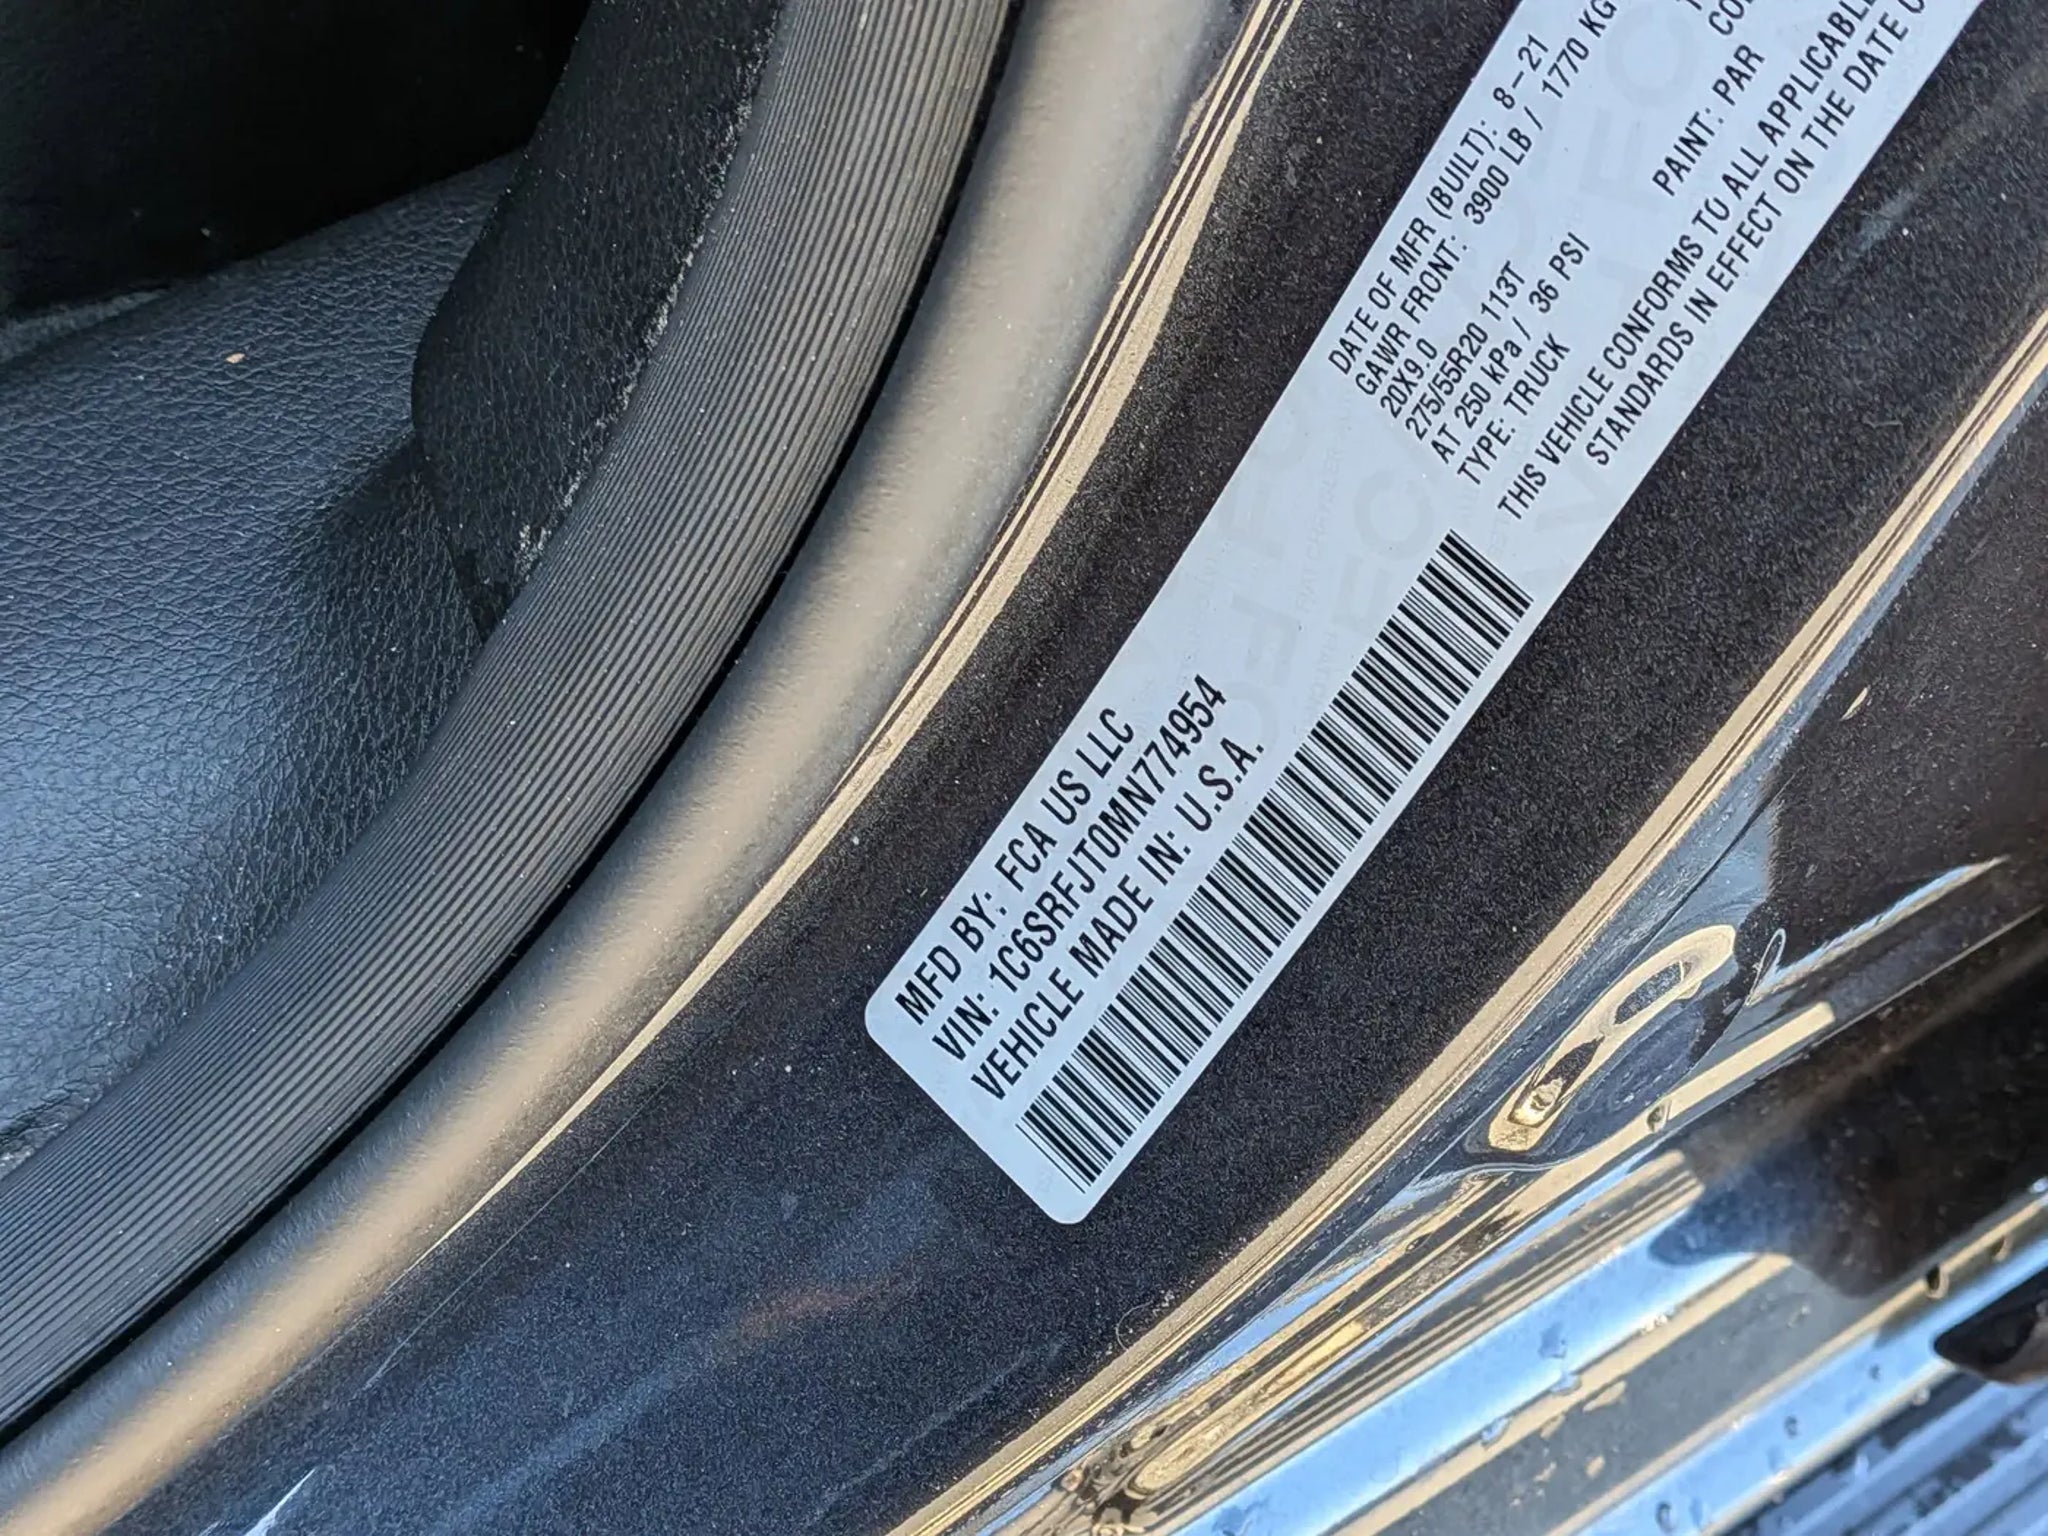 MFD BY: FCA US LLC
VIN: 1C6SRFJT0MN774954
VEHICLE MADE IN: U.S.A.
DATE OF MFR (BUILT): 8-21
GAWR FRONT: 3900 LB / 1770 KG
20X9.0
275/55R20 113T
AT 250 kPa / 36 PSI
TYPE: TRUCK
PAINT: PAR
THIS VEHICLE CONFORMS TO ALL APPLICABLE
STANDARDS IN EFFECT ON THE DATE O